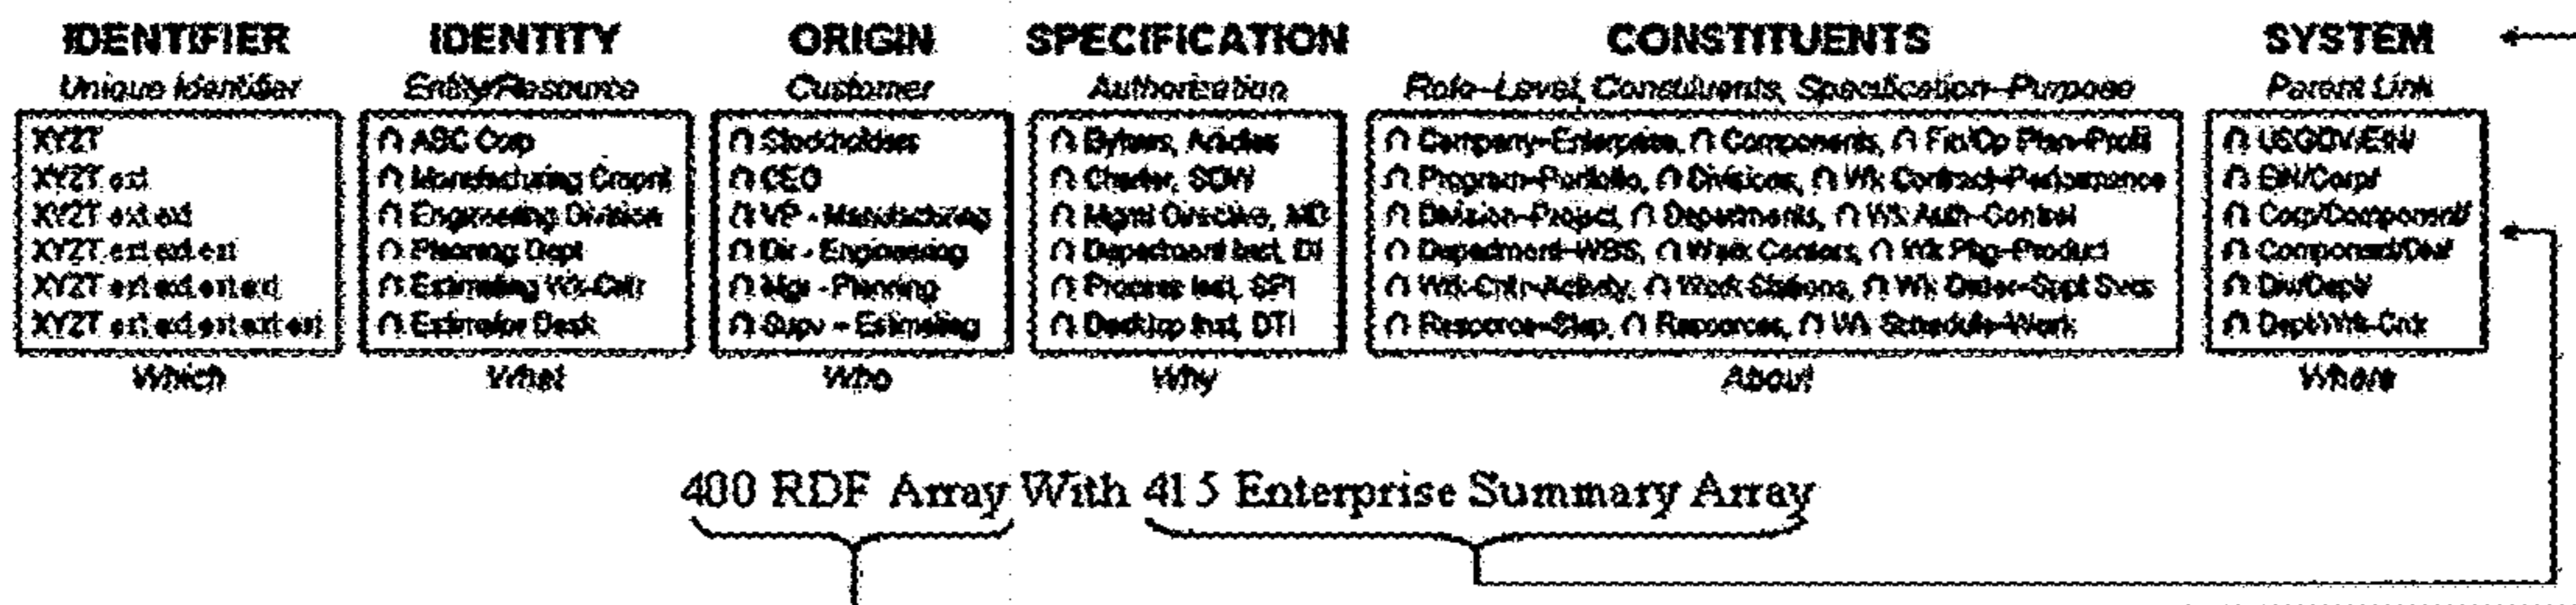 IDENTIFIER IDENTITY ORIGIN SPECIFICATION CONSTITUENTS SYSTEM
Unique Identifier Entity/Resource Customer Authorization Role-Level, Constituents, Specification-Purpose Parent Link
XYZT ∩ ABC Corp ∩ Stockholders ∩ Bylaws, Articles ∩ Company-Enterprise, ∩ Components, ∩ Fin/Op Plan-Profit ∩ USGOV/EIN/
XYZT.ext ∩ Manufacturing Cmpnt ∩ CEO ∩ Charter, SOW ∩ Program-Portfolio, ∩ Divisions, ∩ Wk Contract-Performance ∩ EIN/Corp/
XYZT.ext.ext ∩ Engineering Division ∩ VP - Manufacturing ∩ Mgmt Directive, MD ∩ Division-Project, ∩ Departments, ∩ Wk Auth-Control ∩ Corp/Component/
XYZT.ext.ext.ext ∩ Planning Dept ∩ Dir - Engineering ∩ Department Inst, DI ∩ Department-WBS, ∩ Work Centers, ∩ Wk Pkg-Product ∩ Component/Div/
XYZT.ext.ext.ext.ext ∩ Estimating Wk-Cntr ∩ Mgr - Planning ∩ Process Inst, SPI ∩ Wk-Cntr-Activity, ∩ Work Stations, ∩ Wk Order-Sppt Svcs ∩ Div/Dept/
XYZT.ext.ext.ext.ext.ext ∩ Estimator Desk ∩ Supv - Estimating ∩ Desktop Inst, DTI ∩ Resource-Step, ∩ Resources, ∩ Wk Schedule-Work ∩ Dept/Wk-Cntr
Which What Who Why About Where
400 RDF Array With 415 Enterprise Summary Array